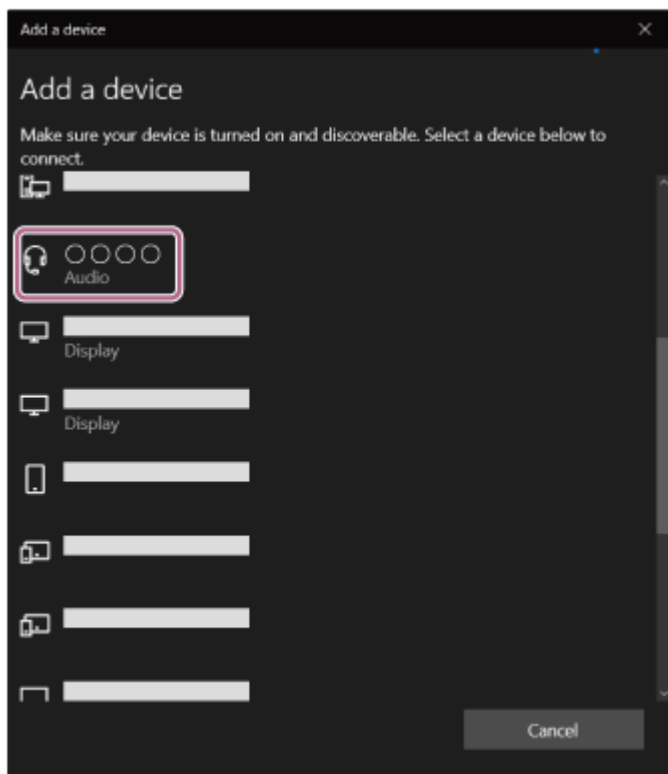 Add a device
Add a device
Make sure your device is turned on and discoverable. Select a device below to
connect.
○○○○
Audio
Display
Display
Cancel